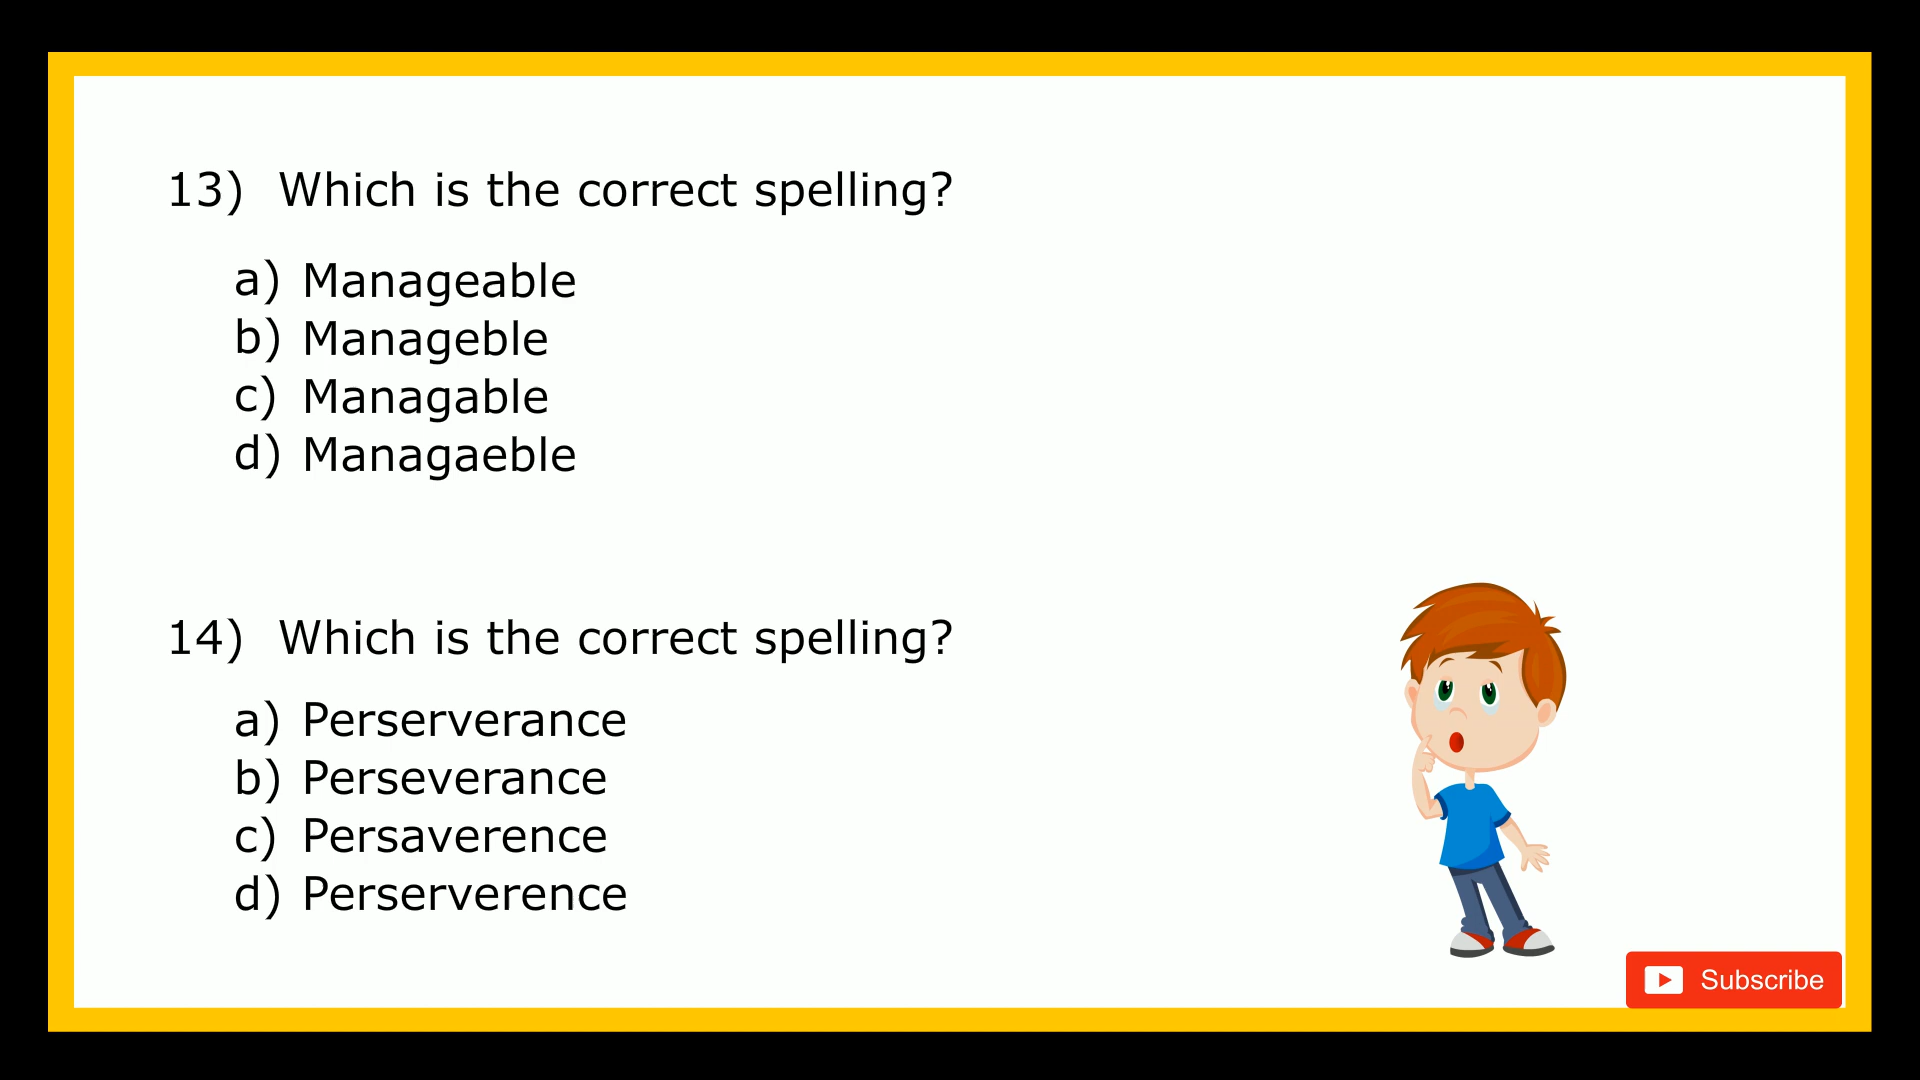 13) Which is the correct spelling?
a) Manageable
b) Manageble
c) Managable
d) Managaeble
14) Which is the correct spelling?
a) Perserverance
b) Perseverance
c) Persaverence
d) Perserverence
Subscribe